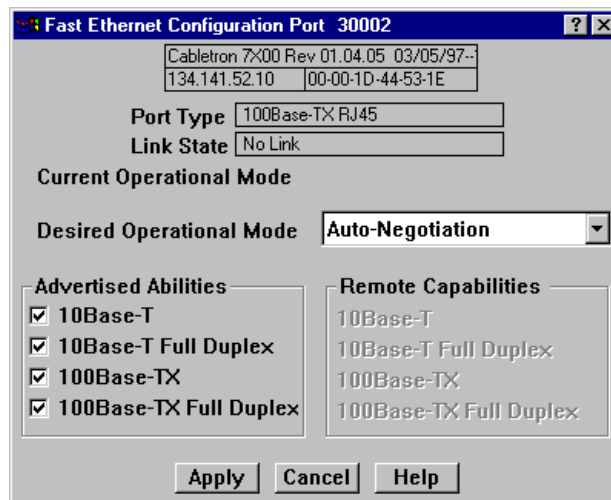 Fast Ethernet Configuration Port 30002
Cabletron 7X00 Rev 01.04.05 03/05/97--
134.141.52.10 00-00-1D-44-53-1E
Port Type 100Base-TX RJ45
Link State No Link
Current Operational Mode
Desired Operational Mode Auto-Negotiation
Advertised Abilities
10Base-T
10Base-T Full Duplex
100Base-TX
100Base-TX Full Duplex
Remote Capabilities
10Base-T
10Base-T Full Duplex
100Base-TX
100Base-TX Full Duplex
Apply Cancel Help